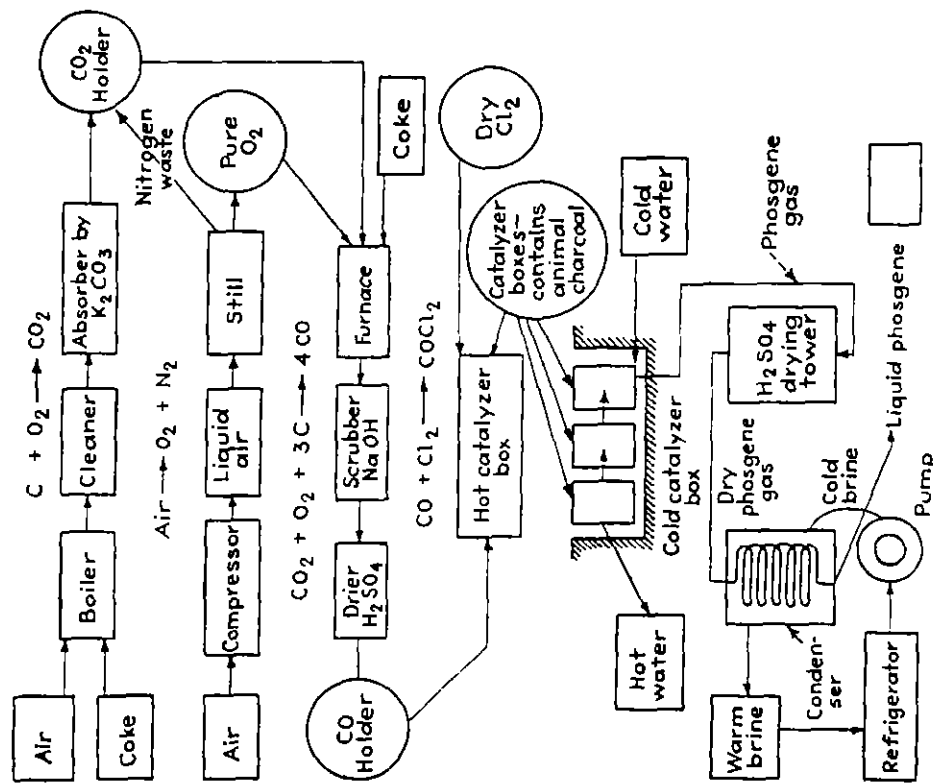 C + O2 → CO2
Air
Coke
Boiler
Cleaner
Absorber by
K2CO3
CO2
Holder
Nitrogen
waste
Air → O2 + N2
Air
Compressor
Liquid
air
Still
Pure
O2
CO2 + O2 + 3C → 4CO
CO
Holder
Drier
H2SO4
Scrubber
NaOH
Furnace
Coke
CO + Cl2 → COCl2
Hot catalyzer
box
Dry
Cl2
Catalyzer
boxes—
contains
animal
charcoal
Hot
water
Cold
water
Cold catalyzer
box
Phosgene
gas
H2SO4
drying
tower
Dry
phosgene
gas
Liquid phosgene
Cold
brine
Conden-
ser
Warm
brine
Refrigerator
Pump